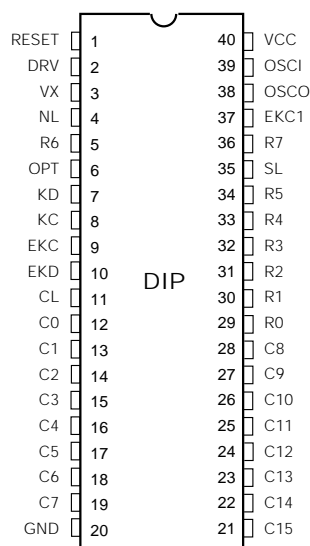 RESET 1 40 VCC
DRV 2 39 OSCI
VX 3 38 OSCO
NL 4 37 EKC1
R6 5 36 R7
OPT 6 35 SL
KD 7 34 R5
KC 8 33 R4
EKC 9 32 R3
EKD 10 31 R2
DIP
CL 11 30 R1
C0 12 29 R0
C1 13 28 C8
C2 14 27 C9
C3 15 26 C10
C4 16 25 C11
C5 17 24 C12
C6 18 23 C13
C7 19 22 C14
GND 20 21 C15